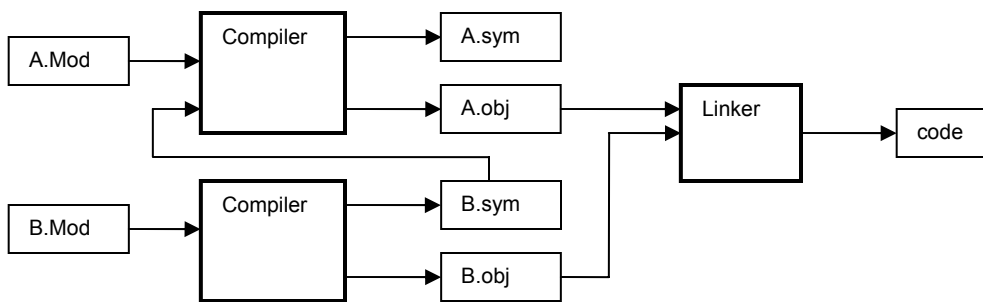 A.Mod
Compiler
A.sym
A.obj
Linker
code
B.Mod
Compiler
B.sym
B.obj